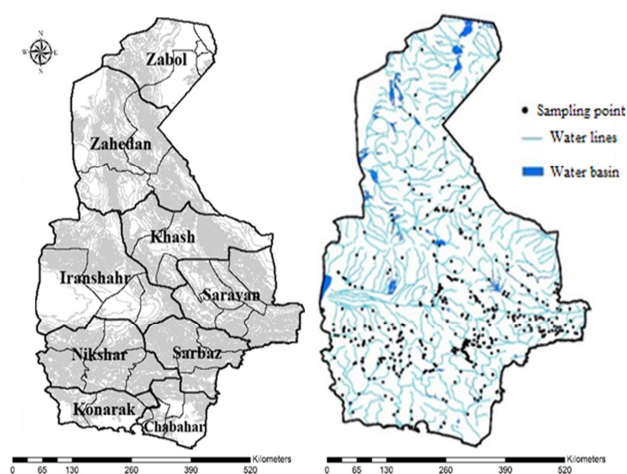 N
W
E
S
Zabol
Zahedan
Khash
Iranshahr
Saravan
Nikshar
Sarbaz
Konarak
Chabahar
Sampling point
Water lines
Water basin
0 65 130 260 390 520 Kilometers
0 65 130 260 390 520 Kilometers